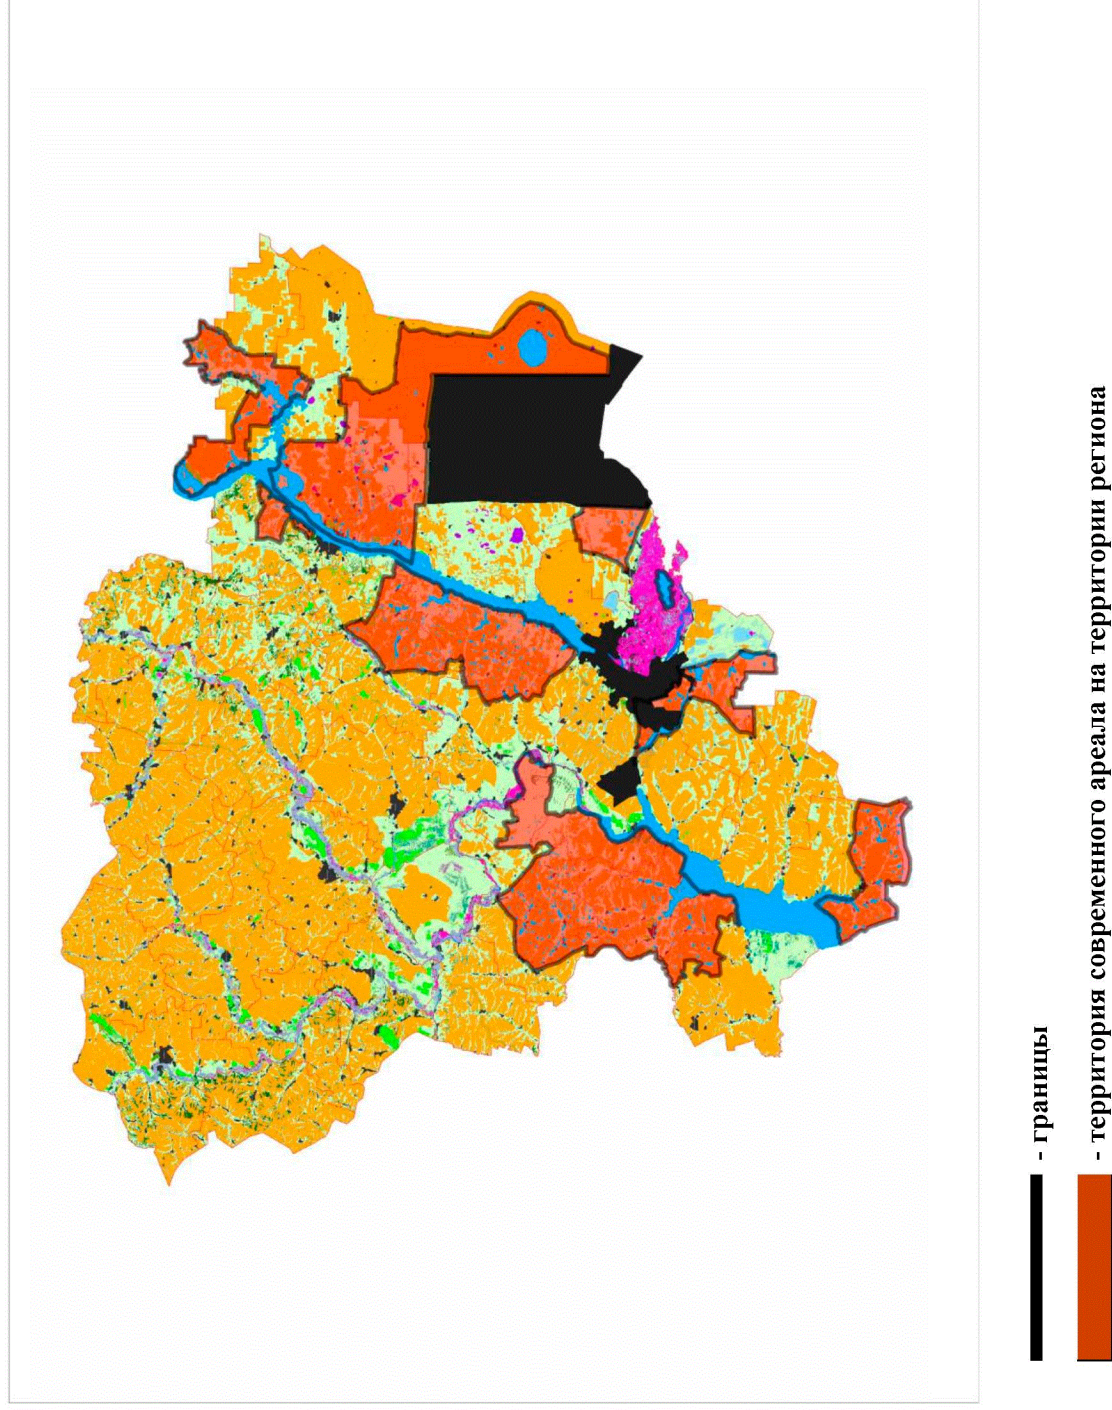 - границы
- территория современного ареала на территории региона